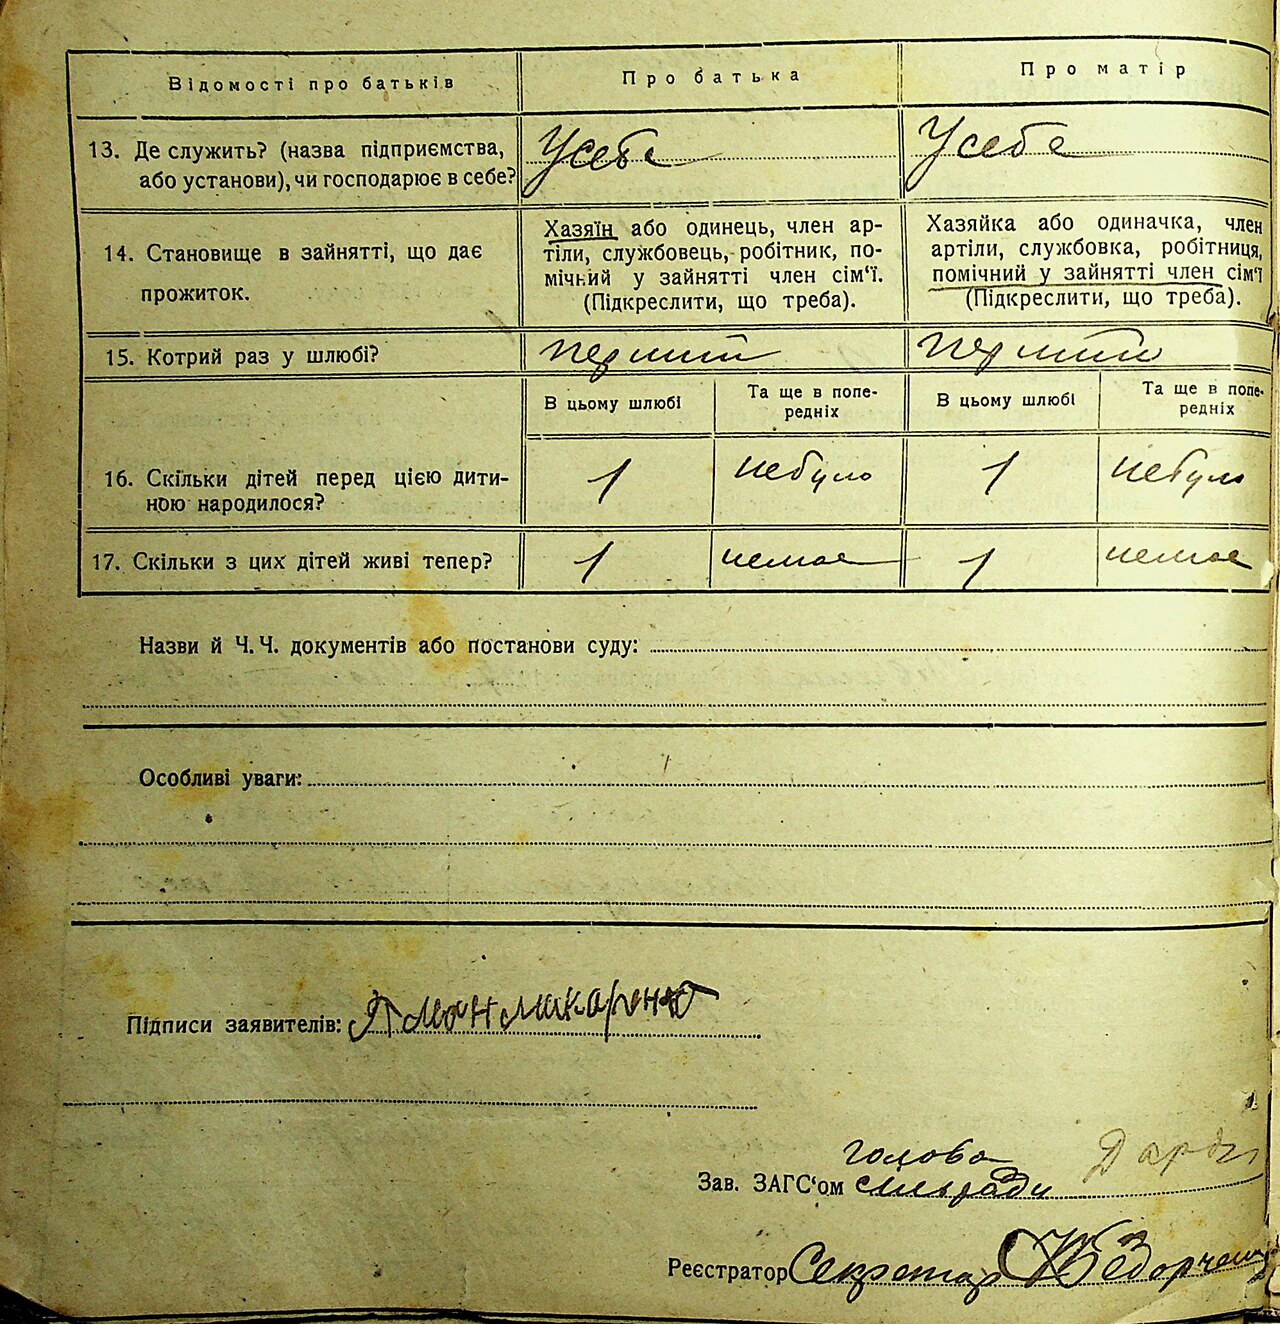 Відомості про батьків Про батька Про матір
13. Де служить? (назва підприємства, або установи), чи господарює в себе? Усебе Усебе
14. Становище в зайнятті, що дає прожиток.
Хазяїн або одинець, член ар-
тіли, службовець, робітник, по-
мічний у зайнятті член сім'ї.
(Підкреслити, що треба).
Хазяйка або одиначка, член
артіли, службовка, робітниця,
помічний у зайнятті член сім'ї
(Підкреслити, що треба).
15. Котрий раз у шлюбі? перший перший
В цьому шлюбі Та ще в попе-редніх В цьому шлюбі Та ще в попе-редніх
16. Скільки дітей перед цією дити-
ною народилося? 1 небуло 1 небуло
17. Скільки з цих дітей живі тепер? 1 немає 1 немає
Назви й Ч. Ч. документів або постанови суду:
Особливі уваги:
Підписи заявителів:
голова
Зав. ЗАГС'ом сільради
Реєстратор Секретар Федорченко